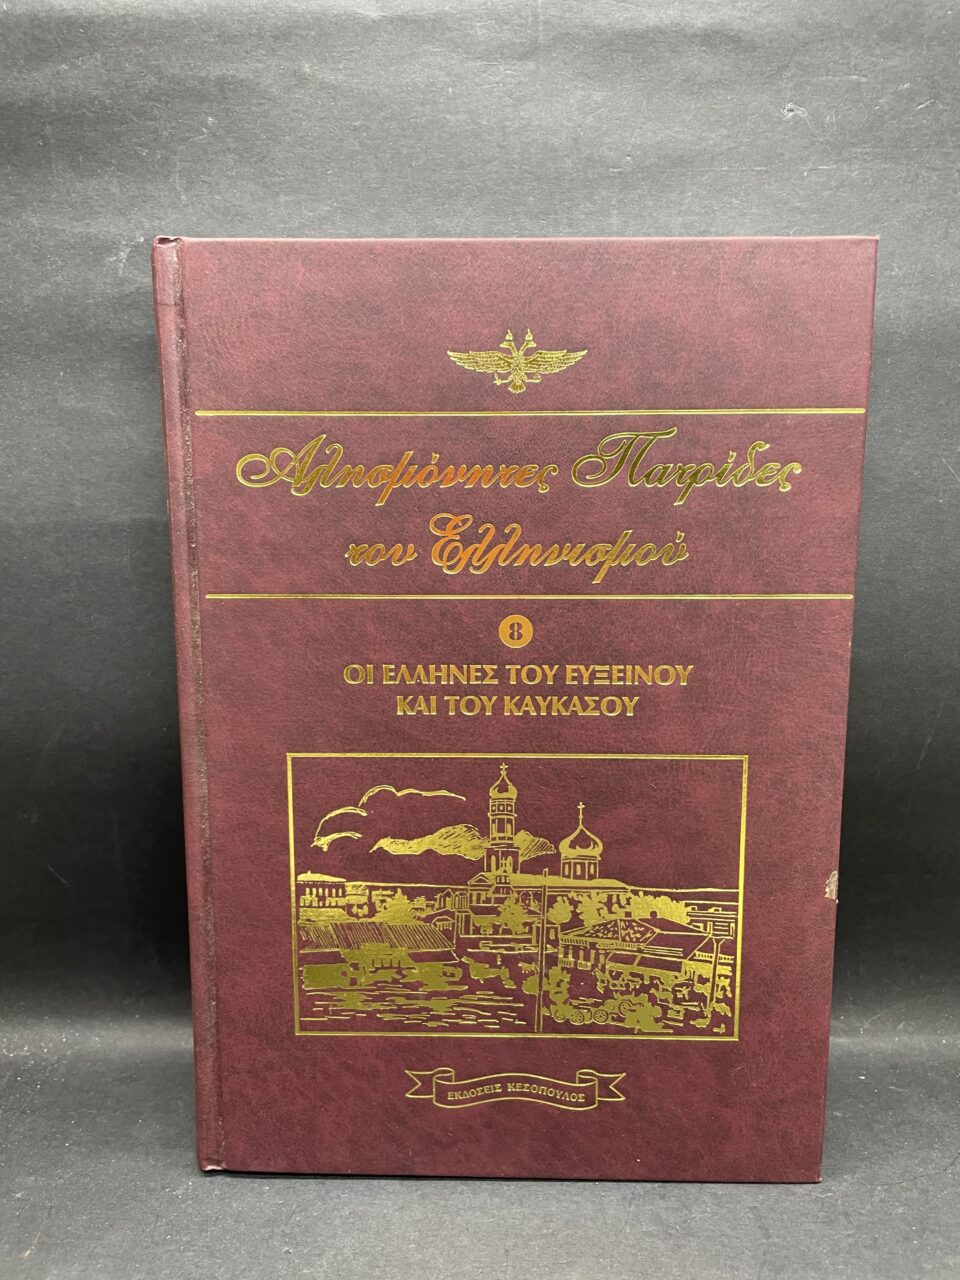 Αλησμόνητες Πατρίδες
του Ελληνισμού
8
ΟΙ ΕΛΛΗΝΕΣ ΤΟΥ ΕΥΞΕΙΝΟΥ
ΚΑΙ ΤΟΥ ΚΑΥΚΑΣΟΥ
ΕΚΔΟΣΕΙΣ ΚΕΣΟΠΟΥΛΟΣ